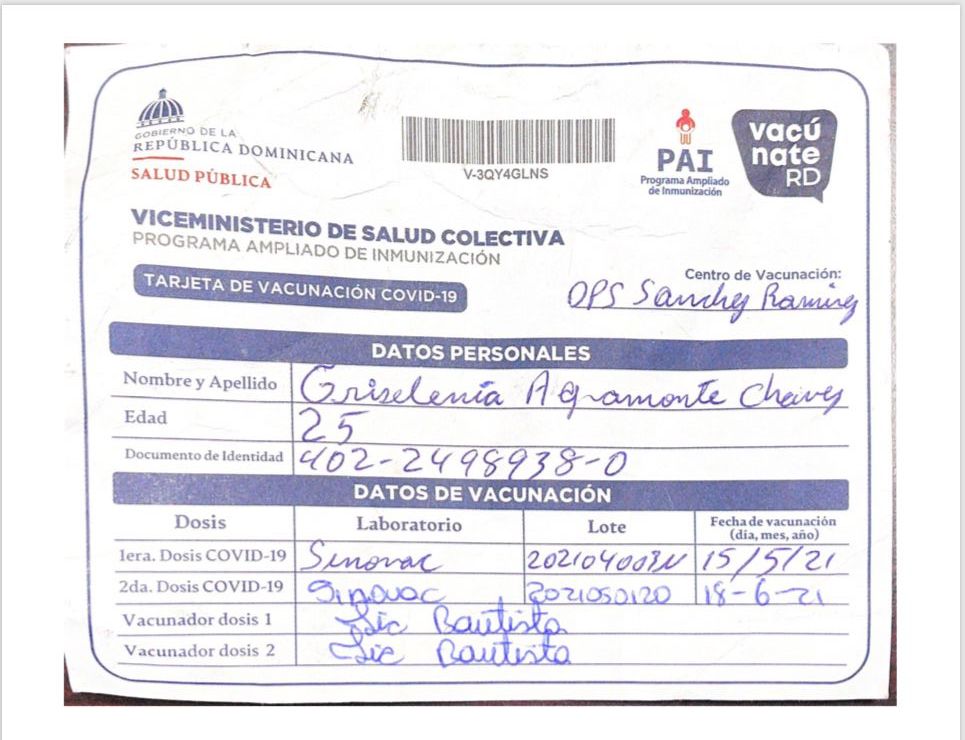 GOBIERNO DE LA
REPÚBLICA DOMINICANA
SALUD PÚBLICA
V-3QY4GLNS
PAI
Programa Ampliado
de Inmunización
vacú
nate
RD
VICEMINISTERIO DE SALUD COLECTIVA
PROGRAMA AMPLIADO DE INMUNIZACIÓN
TARJETA DE VACUNACIÓN COVID-19
Centro de Vacunación:
DPS Sanchez Ramirez
DATOS PERSONALES
Nombre y Apellido Griselenia Agramonte Chavez
Edad 25
Documento de Identidad 402-2498938-0
DATOS DE VACUNACIÓN
Dosis Laboratorio Lote Fecha de vacunación
(día, mes, año)
1era. Dosis COVID-19 Sinovac 15/5/21
2da. Dosis COVID-19 Sinovac 2021050120 18-6-21
Vacunador dosis 1 Lic Bautista
Vacunador dosis 2 Lic Bautista